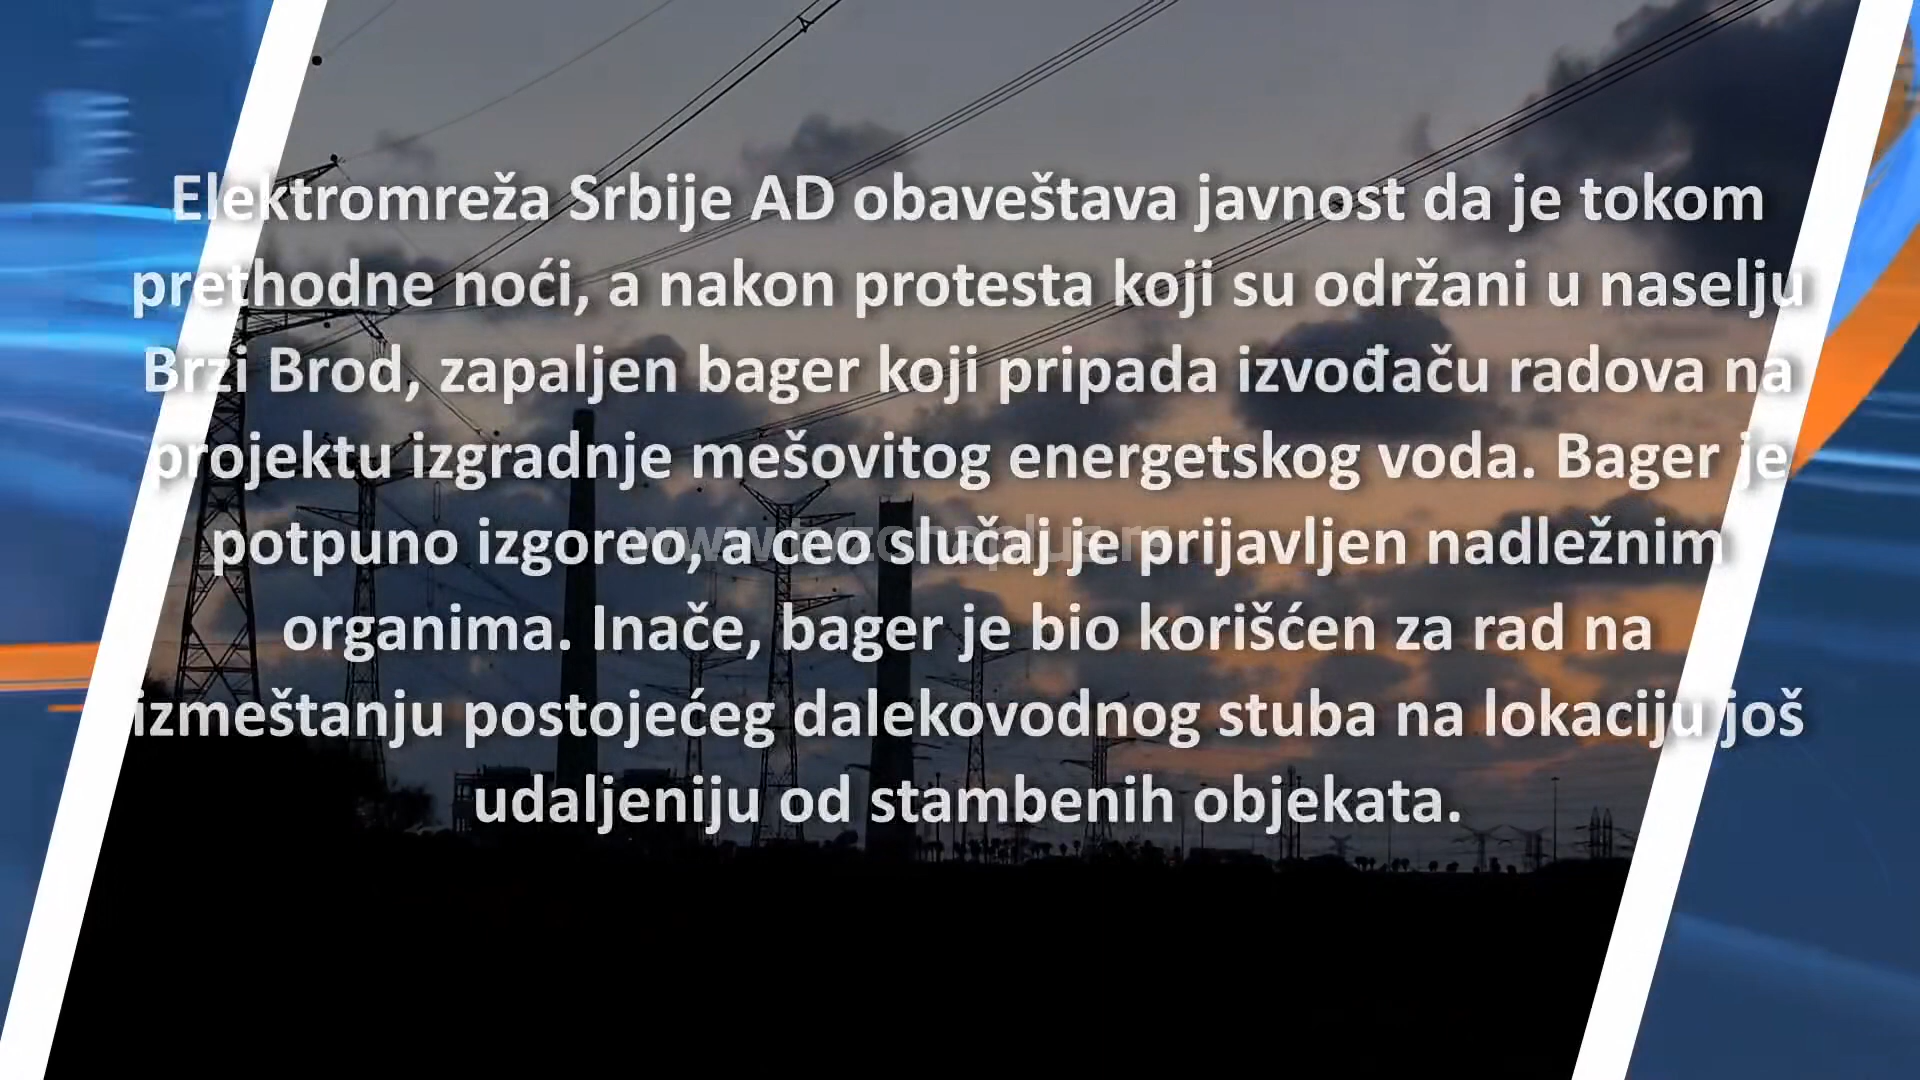 Elektromreža Srbije AD obaveštava javnost da je tokom
prethodne noći, a nakon protesta koji su održani u naselju
Brzi Brod, zapaljen bager koji pripada izvođaču radova na
projektu izgradnje mešovitog energetskog voda. Bager je
potpuno izgoreo, a ceo slučaj je prijavljen nadležnim
www.tvzonaplus.rs
organima. Inače, bager je bio korišćen za rad na
izmeštanju postojećeg dalekovodnog stuba na lokaciju još
udaljeniju od stambenih objekata.